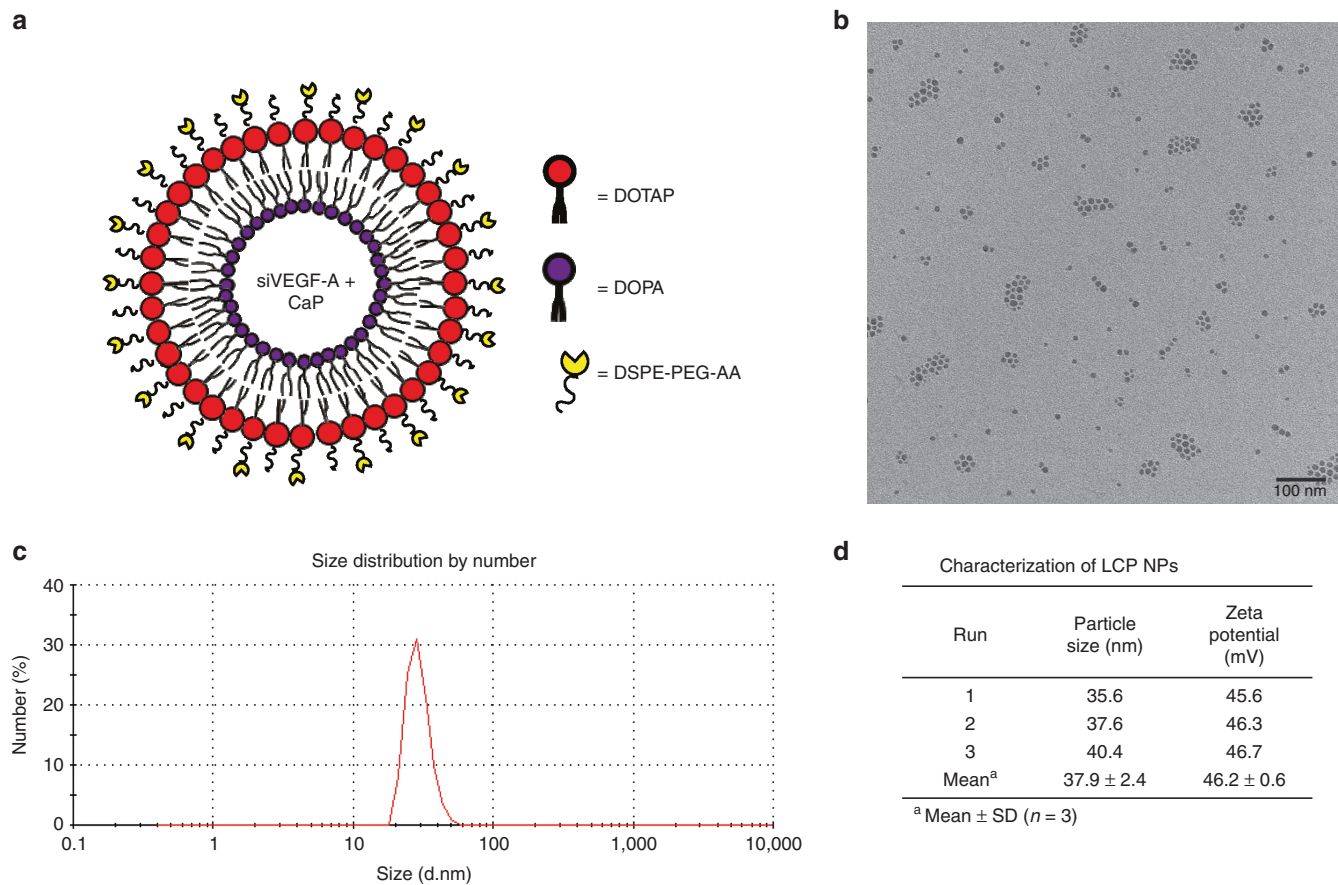 a
siVEGF-A +
CaP
= DOTAP
= DOPA
= DSPE-PEG-AA
b
100 nm
c
Size distribution by number
Number (%)
40
30
20
10
0
0.1 1 10 100 1,000 10,000
Size (d.nm)
d
Characterization of LCP NPs
Run Particle size (nm) Zeta potential (mV)
1 35.6 45.6
2 37.6 46.3
3 40.4 46.7
Meanᵃ 37.9 ± 2.4 46.2 ± 0.6
ᵃ Mean ± SD (n = 3)